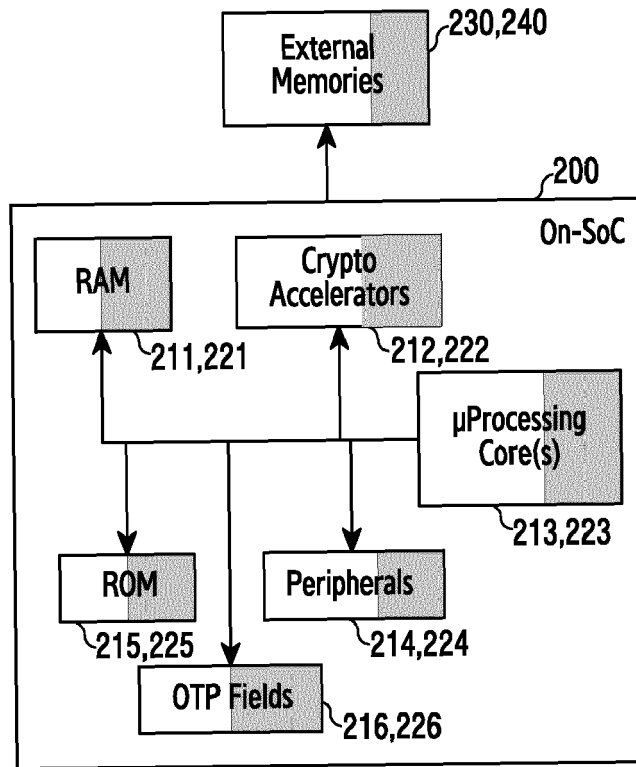 External
Memories
230,240
200
On-SoC
RAM
211,221
Crypto
Accelerators
212,222
μProcessing
Core(s)
213,223
ROM
215,225
Peripherals
214,224
OTP Fields
216,226